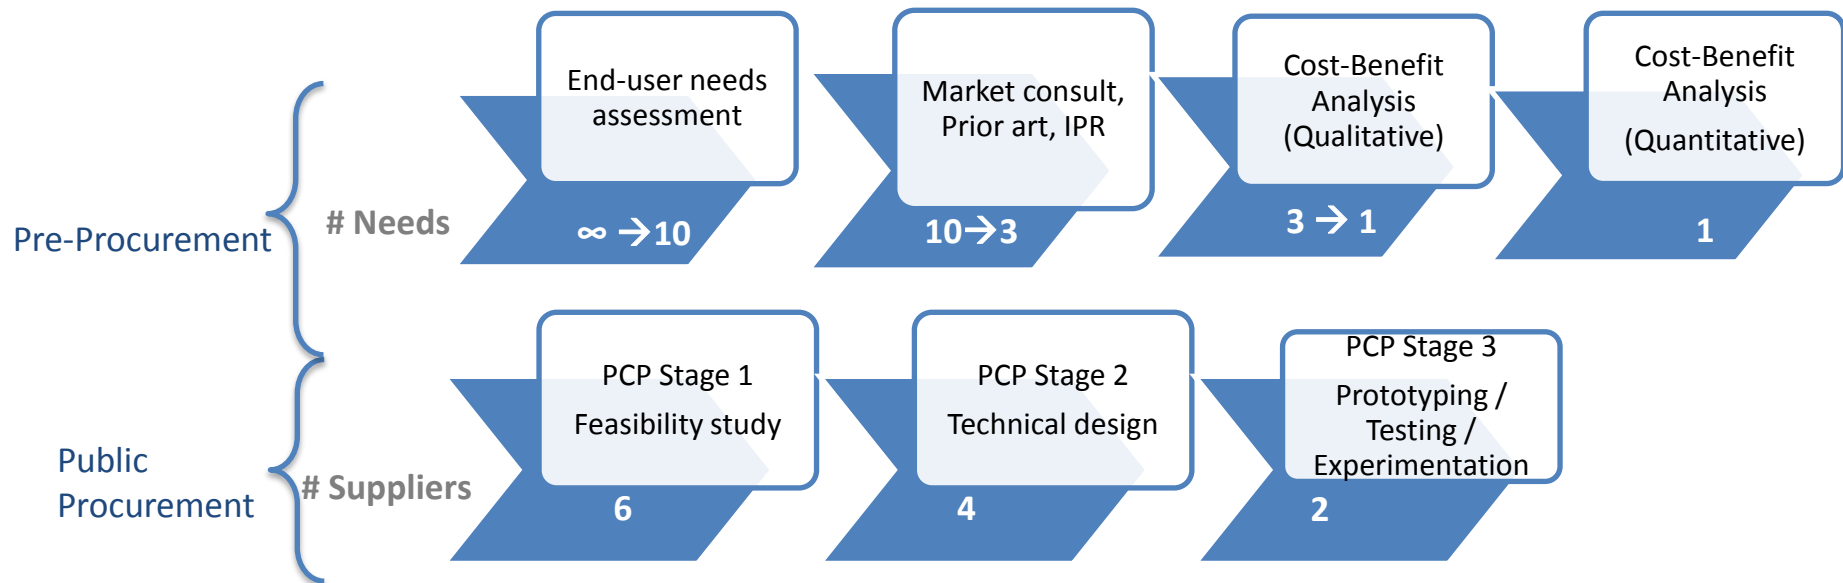 Pre-Procurement
# Needs
End-user needs
assessment
∞ →10
Market consult,
Prior art, IPR
10→3
Cost-Benefit
Analysis
(Qualitative)
3 → 1
Cost-Benefit
Analysis
(Quantitative)
1
Public
Procurement
# Suppliers
PCP Stage 1
Feasibility study
6
PCP Stage 2
Technical design
4
PCP Stage 3
Prototyping /
Testing /
Experimentation
2